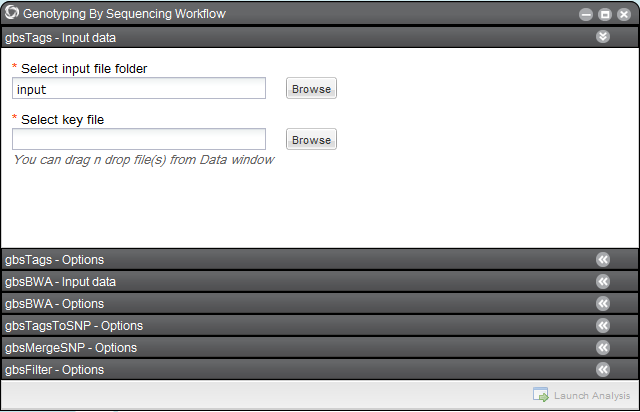 Genotyping By Sequencing Workflow
gbsTags - Input data
* Select input file folder
input Browse
* Select key file
Browse
You can drag n drop file(s) from Data window
gbsTags - Options
gbsBWA - Input data
gbsBWA - Options
gbsTagsToSNP - Options
gbsMergeSNP - Options
gbsFilter - Options
Launch Analysis